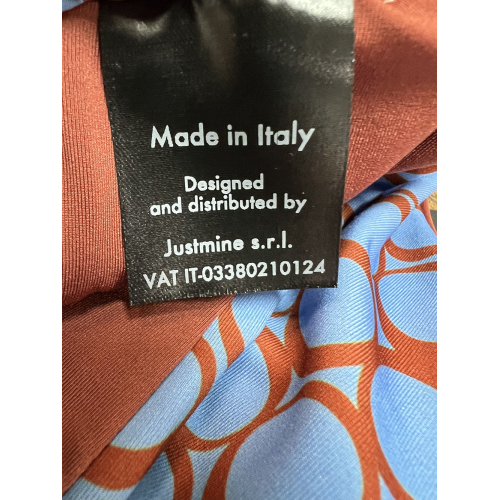 Made in Italy
Designed
and distributed by
Justmine s.r.l.
VAT IT-03380210124